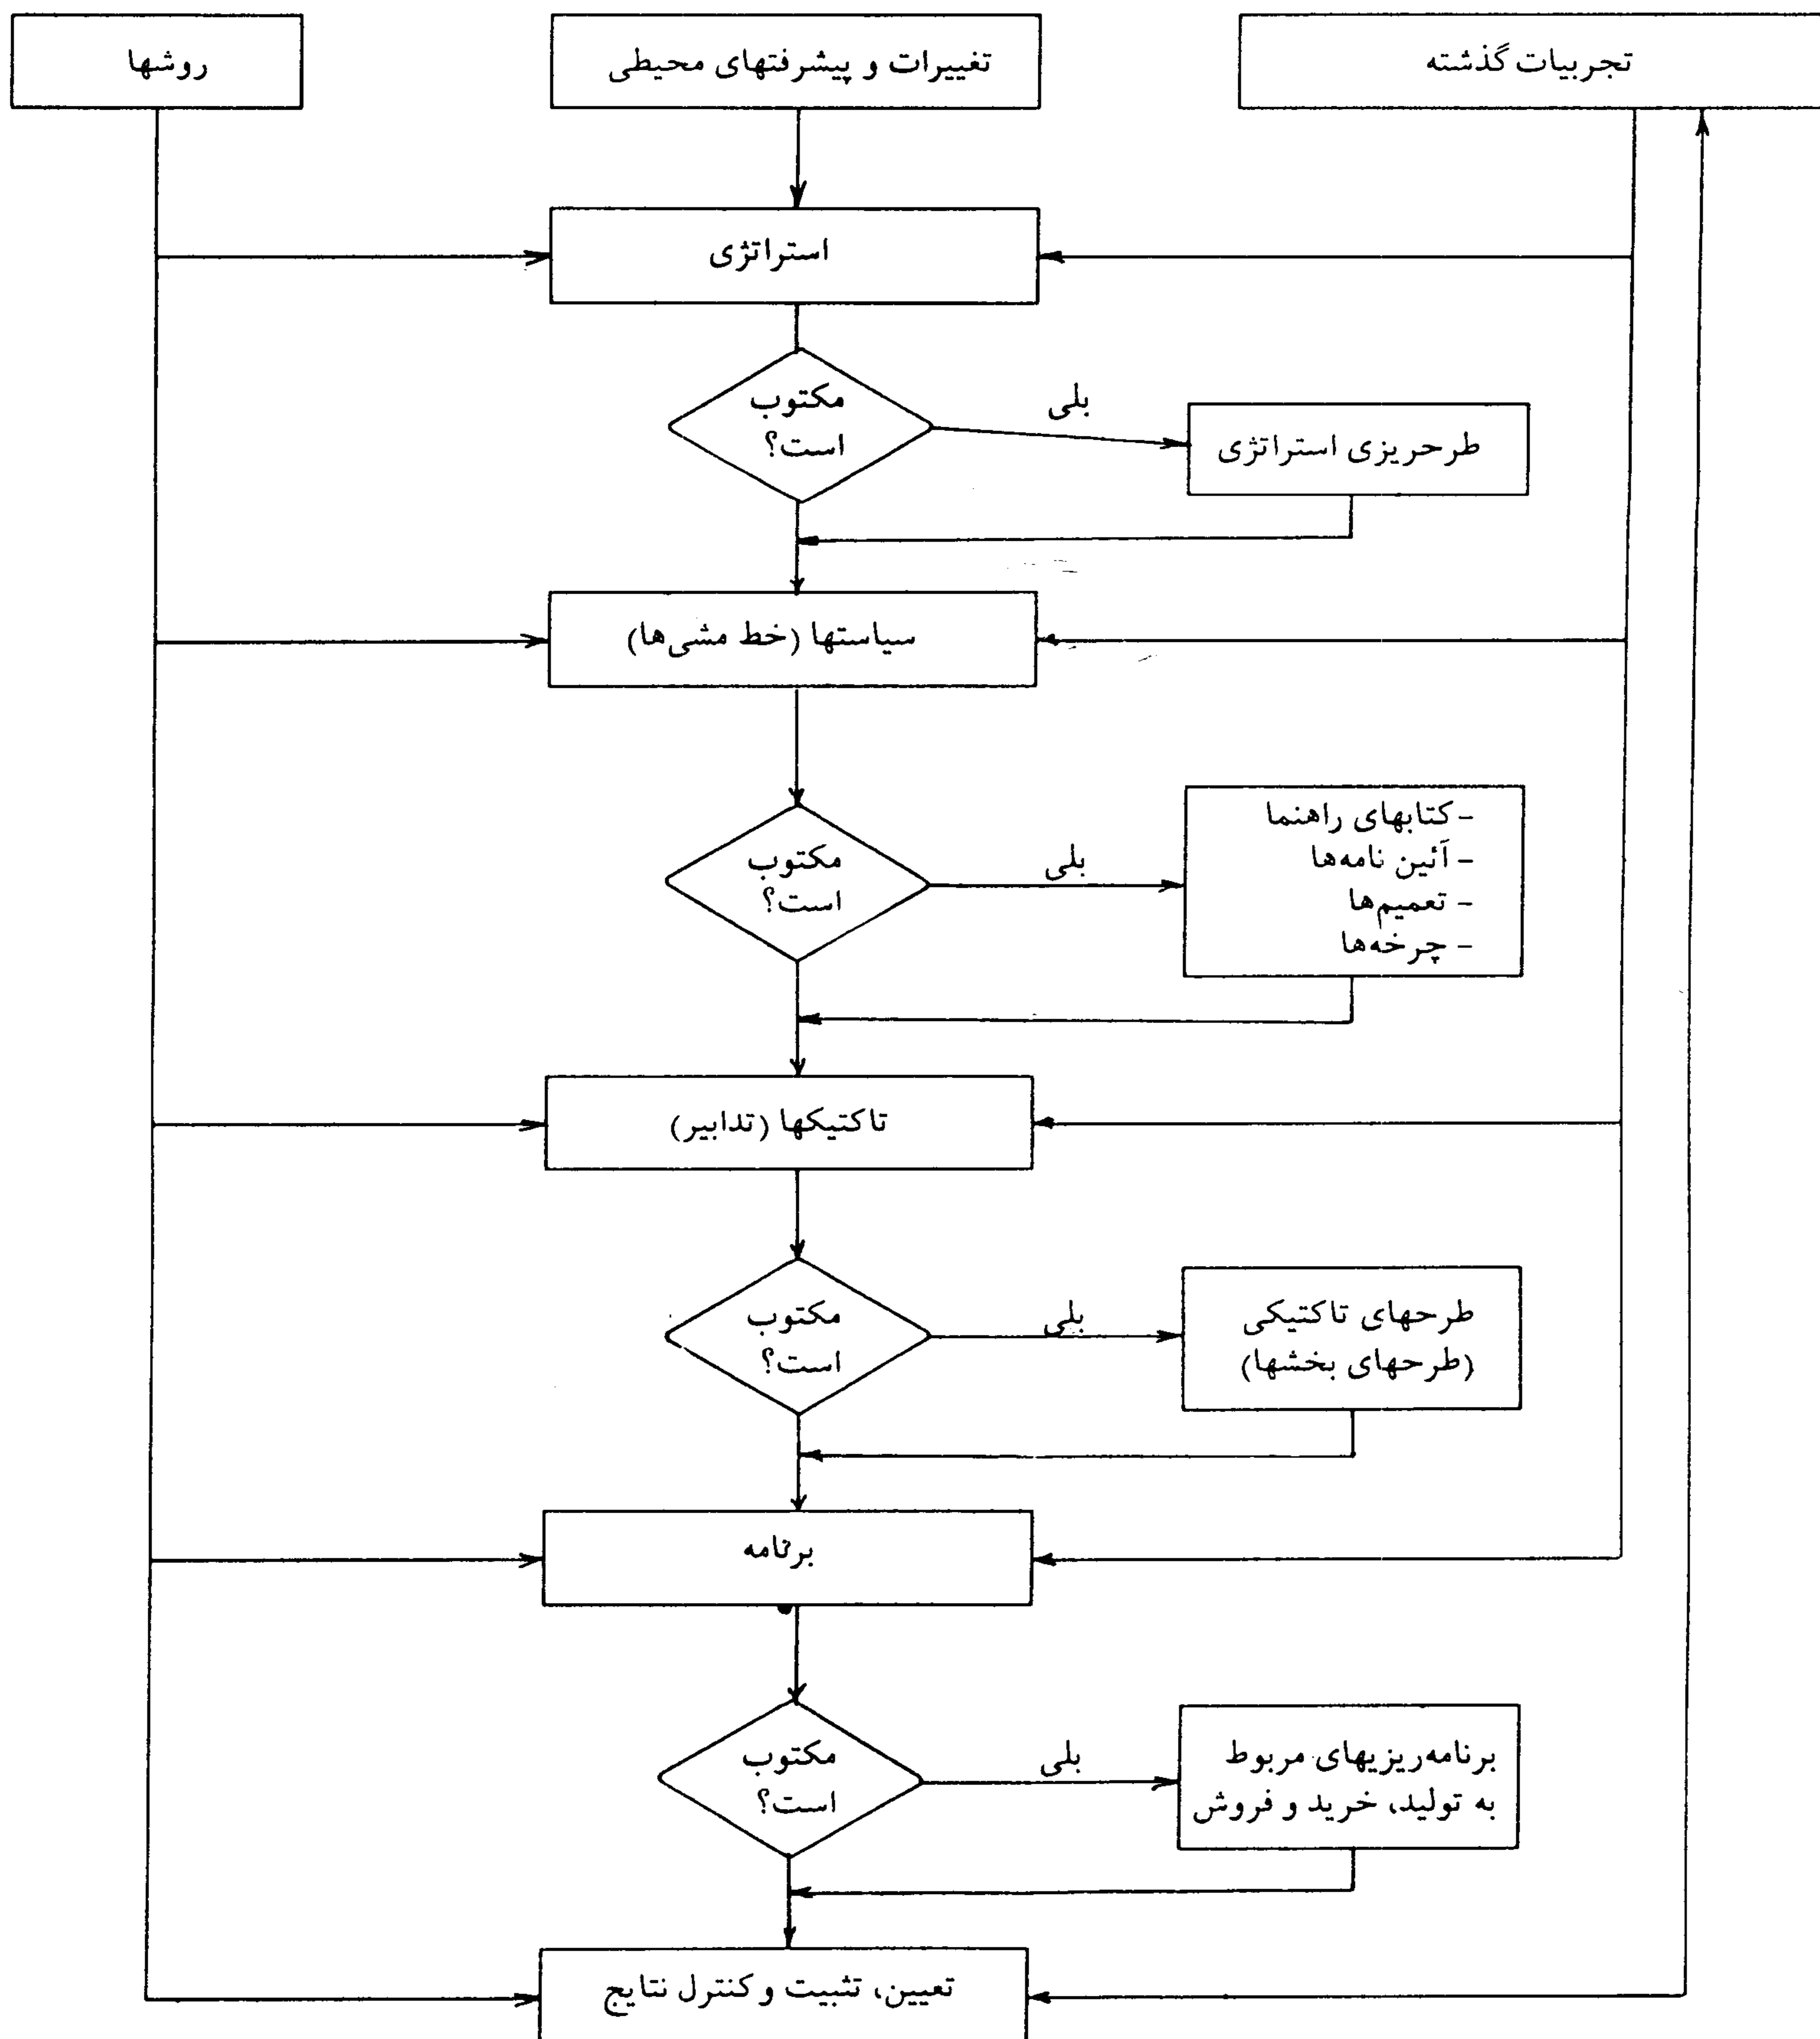 تجربیات گذشته
تغییرات و پیشرفتهای محیطی
روشها
استراتژی
مکتوب
است؟
بلی
طرحریزی استراتژی
سیاستها (خط مشی‌ها)
مکتوب
است؟
بلی
- کتابهای راهنما
- آئین نامه‌ها
- تعمیم‌ها
- چرخه‌ها
تاکتیکها (تدابیر)
مکتوب
است؟
بلی
طرحهای تاکتیکی
(طرحهای بخشها)
برنامه
مکتوب
است؟
بلی
برنامه‌ریزیهای مربوط
به تولید، خرید و فروش
تعیین، تثبیت و کنترل نتایج